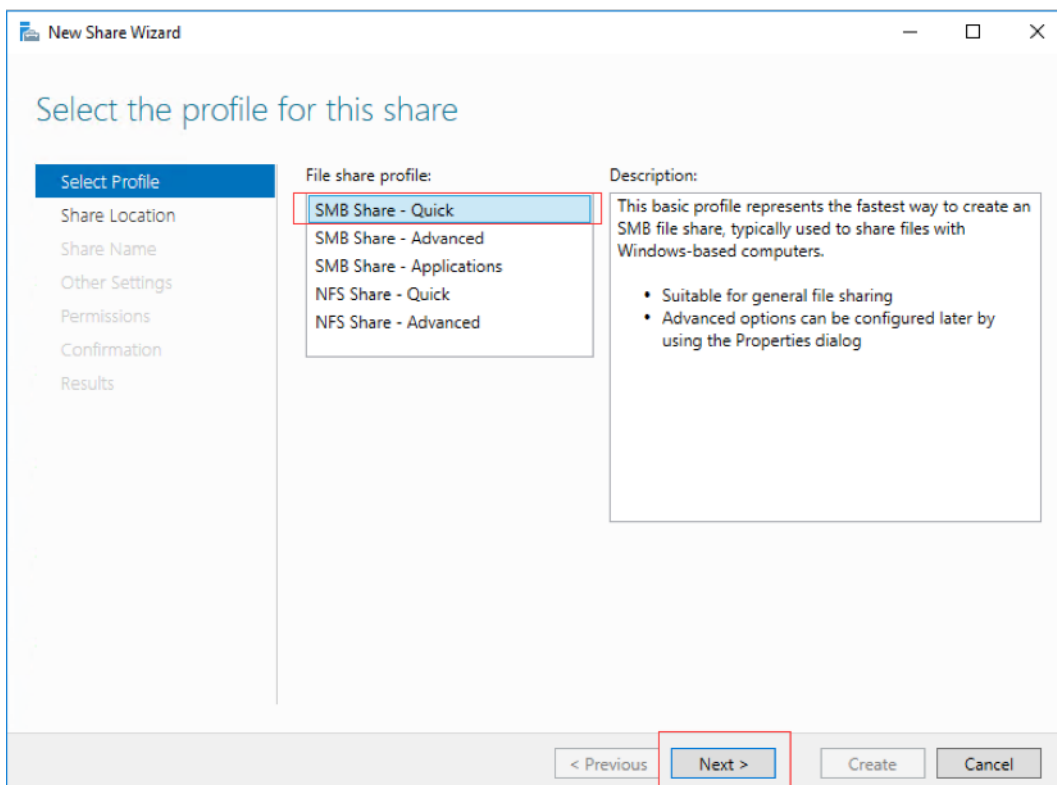 New Share Wizard
Select the profile for this share
Select Profile
Share Location
Share Name
Other Settings
Permissions
Confirmation
Results
File share profile:
SMB Share - Quick
SMB Share - Advanced
SMB Share - Applications
NFS Share - Quick
NFS Share - Advanced
Description:
This basic profile represents the fastest way to create an
SMB file share, typically used to share files with
Windows-based computers.
• Suitable for general file sharing
• Advanced options can be configured later by
using the Properties dialog
< Previous
Next >
Create
Cancel